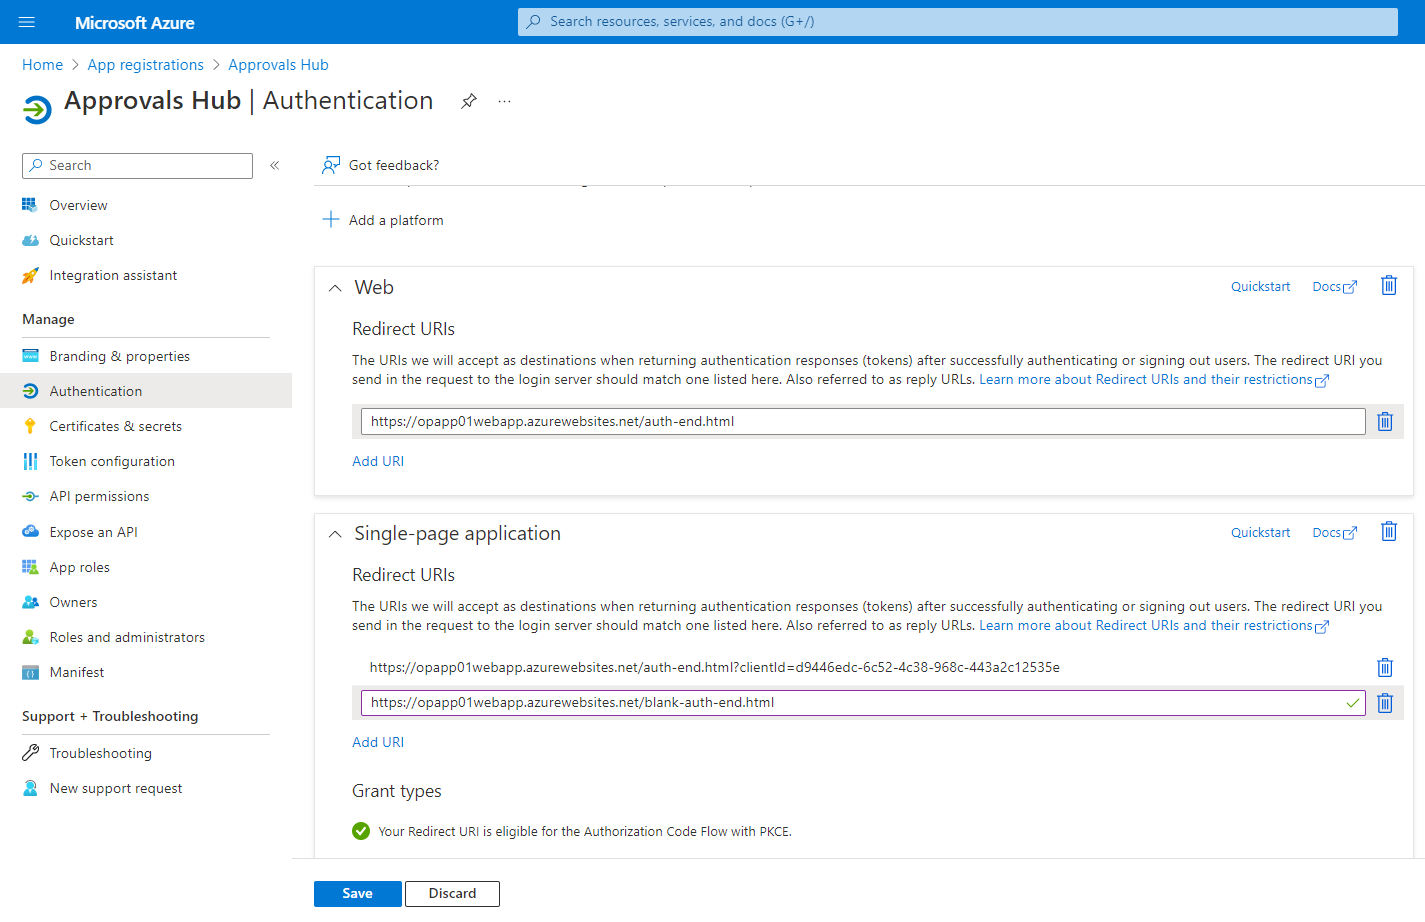 Microsoft Azure
Search resources, services, and docs (G+/)
Home > App registrations > Approvals Hub
Approvals Hub | Authentication
Search
Got feedback?
Overview
Quickstart
Integration assistant
Manage
Branding & properties
Authentication
Certificates & secrets
Token configuration
API permissions
Expose an API
App roles
Owners
Roles and administrators
Manifest
Support + Troubleshooting
Troubleshooting
New support request
Add a platform
Web
Quickstart
Docs
Redirect URIs
The URIs we will accept as destinations when returning authentication responses (tokens) after successfully authenticating or signing out users. The redirect URI you
send in the request to the login server should match one listed here. Also referred to as reply URLs. Learn more about Redirect URIs and their restrictions
https://opapp01webapp.azurewebsites.net/auth-end.html
Add URI
Single-page application
Quickstart
Docs
Redirect URIs
The URIs we will accept as destinations when returning authentication responses (tokens) after successfully authenticating or signing out users. The redirect URI you
send in the request to the login server should match one listed here. Also referred to as reply URLs. Learn more about Redirect URIs and their restrictions
https://opapp01webapp.azurewebsites.net/auth-end.html?clientId=d9446edc-6c52-4c38-968c-443a2c12535e
https://opapp01webapp.azurewebsites.net/blank-auth-end.html
Add URI
Grant types
Your Redirect URI is eligible for the Authorization Code Flow with PKCE.
Save
Discard